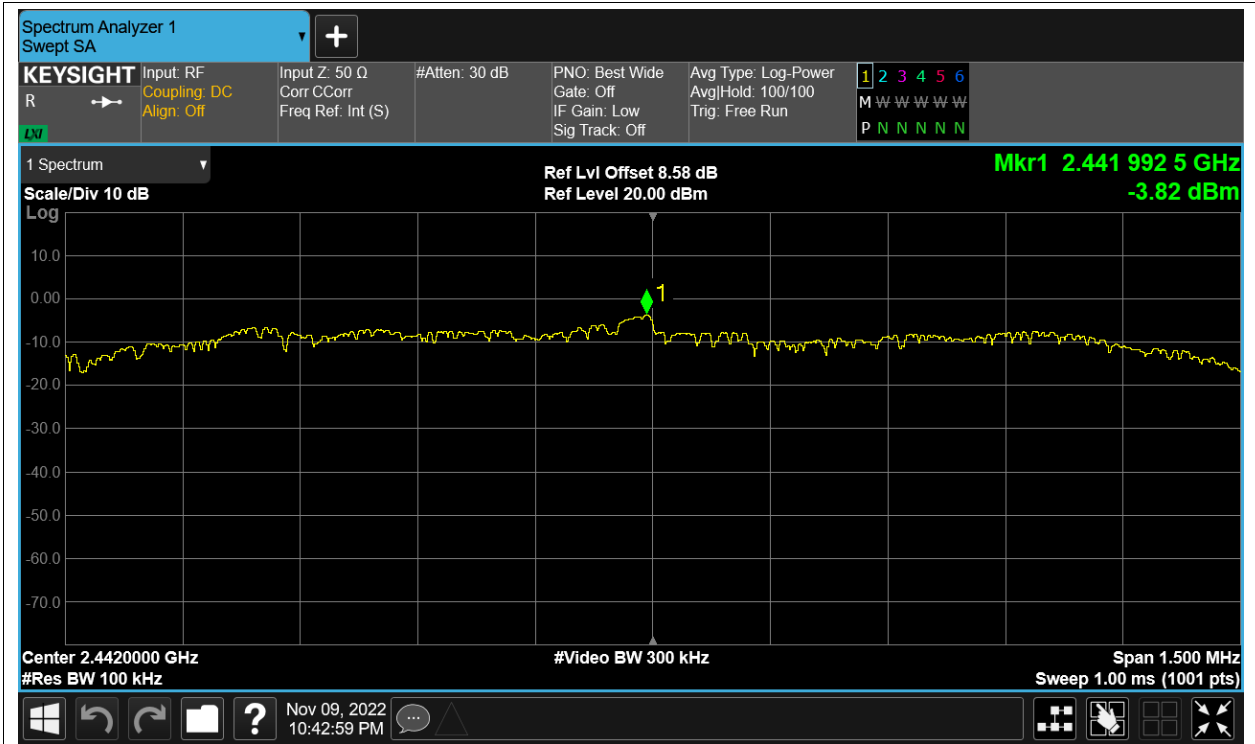 Spectrum Analyzer 1
Swept SA
+
KEYSIGHT
R
LXI
Input: RF
Coupling: DC
Align: Off
Input Z: 50 Ω
Corr CCorr
Freq Ref: Int (S)
#Atten: 30 dB
PNO: Best Wide
Gate: Off
IF Gain: Low
Sig Track: Off
Avg Type: Log-Power
Avg|Hold: 100/100
Trig: Free Run
1 2 3 4 5 6
M W W W W W
P N N N N N
1 Spectrum
Scale/Div 10 dB
Ref Lvl Offset 8.58 dB
Ref Level 20.00 dBm
Mkr1 2.441 992 5 GHz
-3.82 dBm
Log
10.0
0.00
-10.0
-20.0
-30.0
-40.0
-50.0
-60.0
-70.0
1
Center 2.4420000 GHz
#Res BW 100 kHz
#Video BW 300 kHz
Span 1.500 MHz
Sweep 1.00 ms (1001 pts)
?
Nov 09, 2022
10:42:59 PM